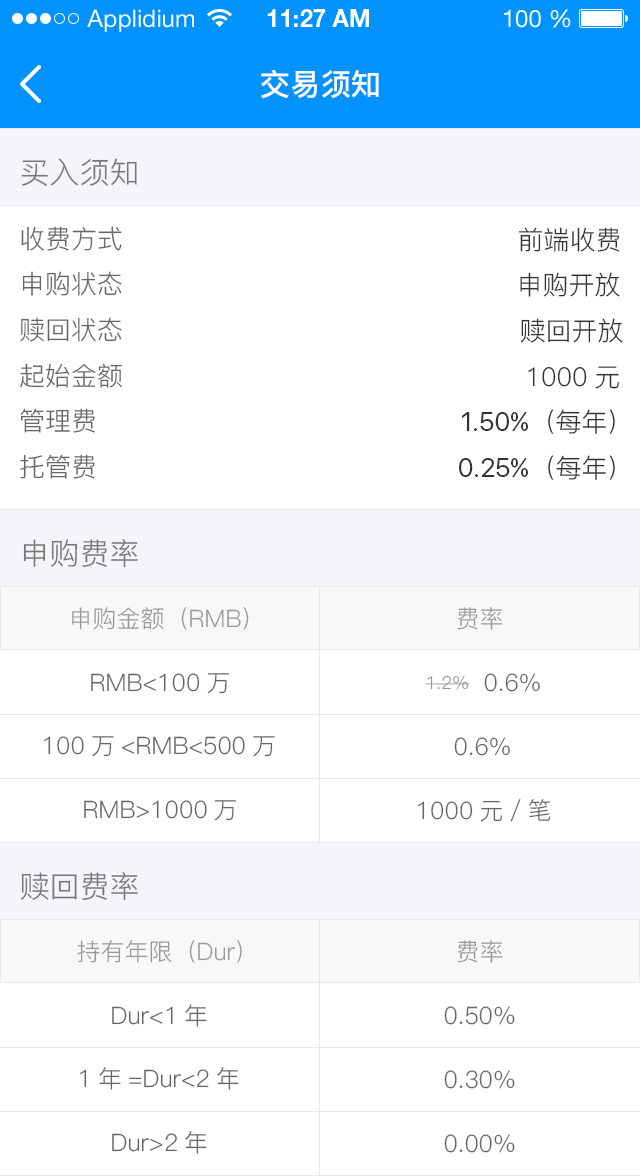 Applidium 11:27 AM 100 %
交易须知
买入须知
收费方式 前端收费
申购状态 申购开放
赎回状态 赎回开放
起始金额 1000 元
管理费 1.50%（每年）
托管费 0.25%（每年）
申购费率
申购金额（RMB） 费率
RMB<100 万 1.2% 0.6%
100 万 <RMB<500 万 0.6%
RMB>1000 万 1000 元 / 笔
赎回费率
持有年限（Dur） 费率
Dur<1 年 0.50%
1 年 =Dur<2 年 0.30%
Dur>2 年 0.00%